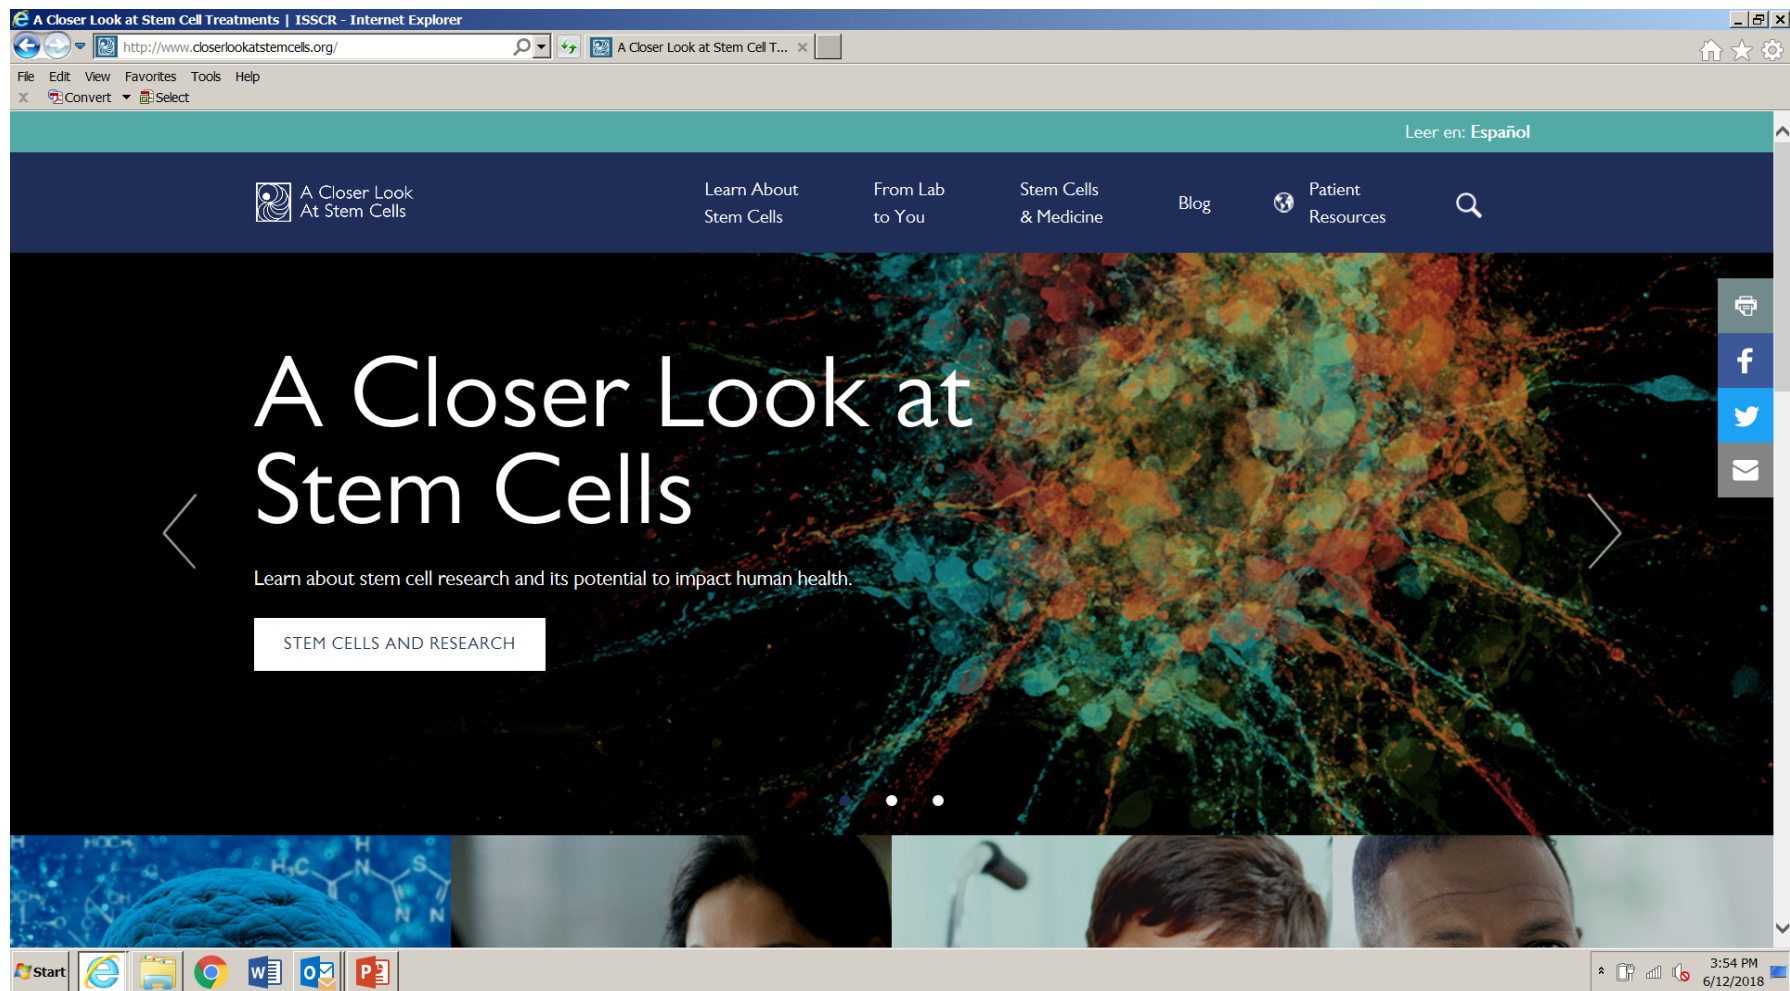 A Closer Look at Stem Cell Treatments | ISSCR - Internet Explorer
http://www.closerlookatstemcells.org/
A Closer Look at Stem Cell T...
File Edit View Favorites Tools Help
x Convert Select
Leer en: Español
A Closer Look
At Stem Cells
Learn About
Stem Cells
From Lab
to You
Stem Cells
& Medicine
Blog
Patient
Resources
A Closer Look at
Stem Cells
Learn about stem cell research and its potential to impact human health.
STEM CELLS AND RESEARCH
H
H₃C
N
S
N
N
Start
3:54 PM
6/12/2018